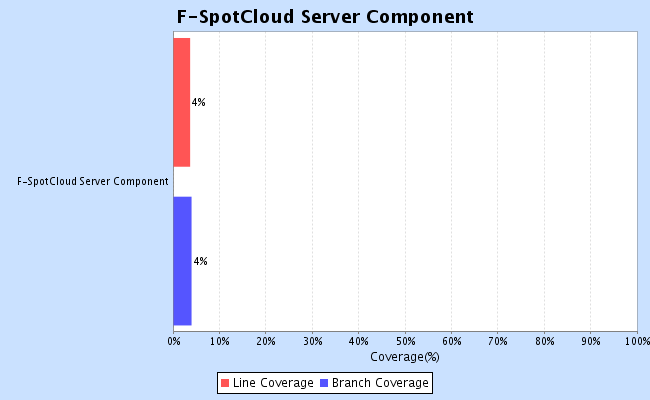 F-SpotCloud Server Component
4%
F-SpotCloud Server Component
4%
0% 10% 20% 30% 40% 50% 60% 70% 80% 90% 100%
Coverage(%)
Line Coverage Branch Coverage